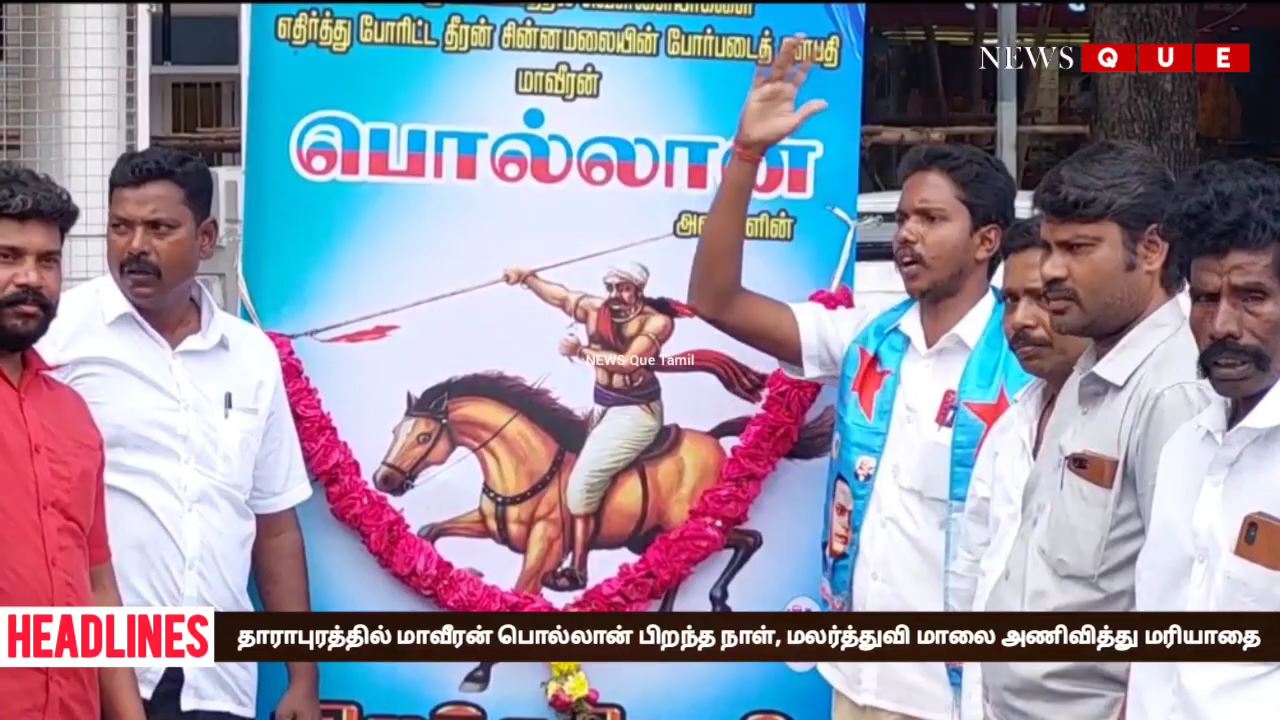 எதிர்த்து போரிட்ட தீரன் சின்னமலையின் போர்படைத்
மாவீரன்
பொல்லான்
NEWS QUE
NEWS Que Tamil
HEADLINES
தாராபுரத்தில் மாவீரன் பொல்லான் பிறந்த நாள், மலர்த்துவி மாலை அணிவித்து மரியாதை